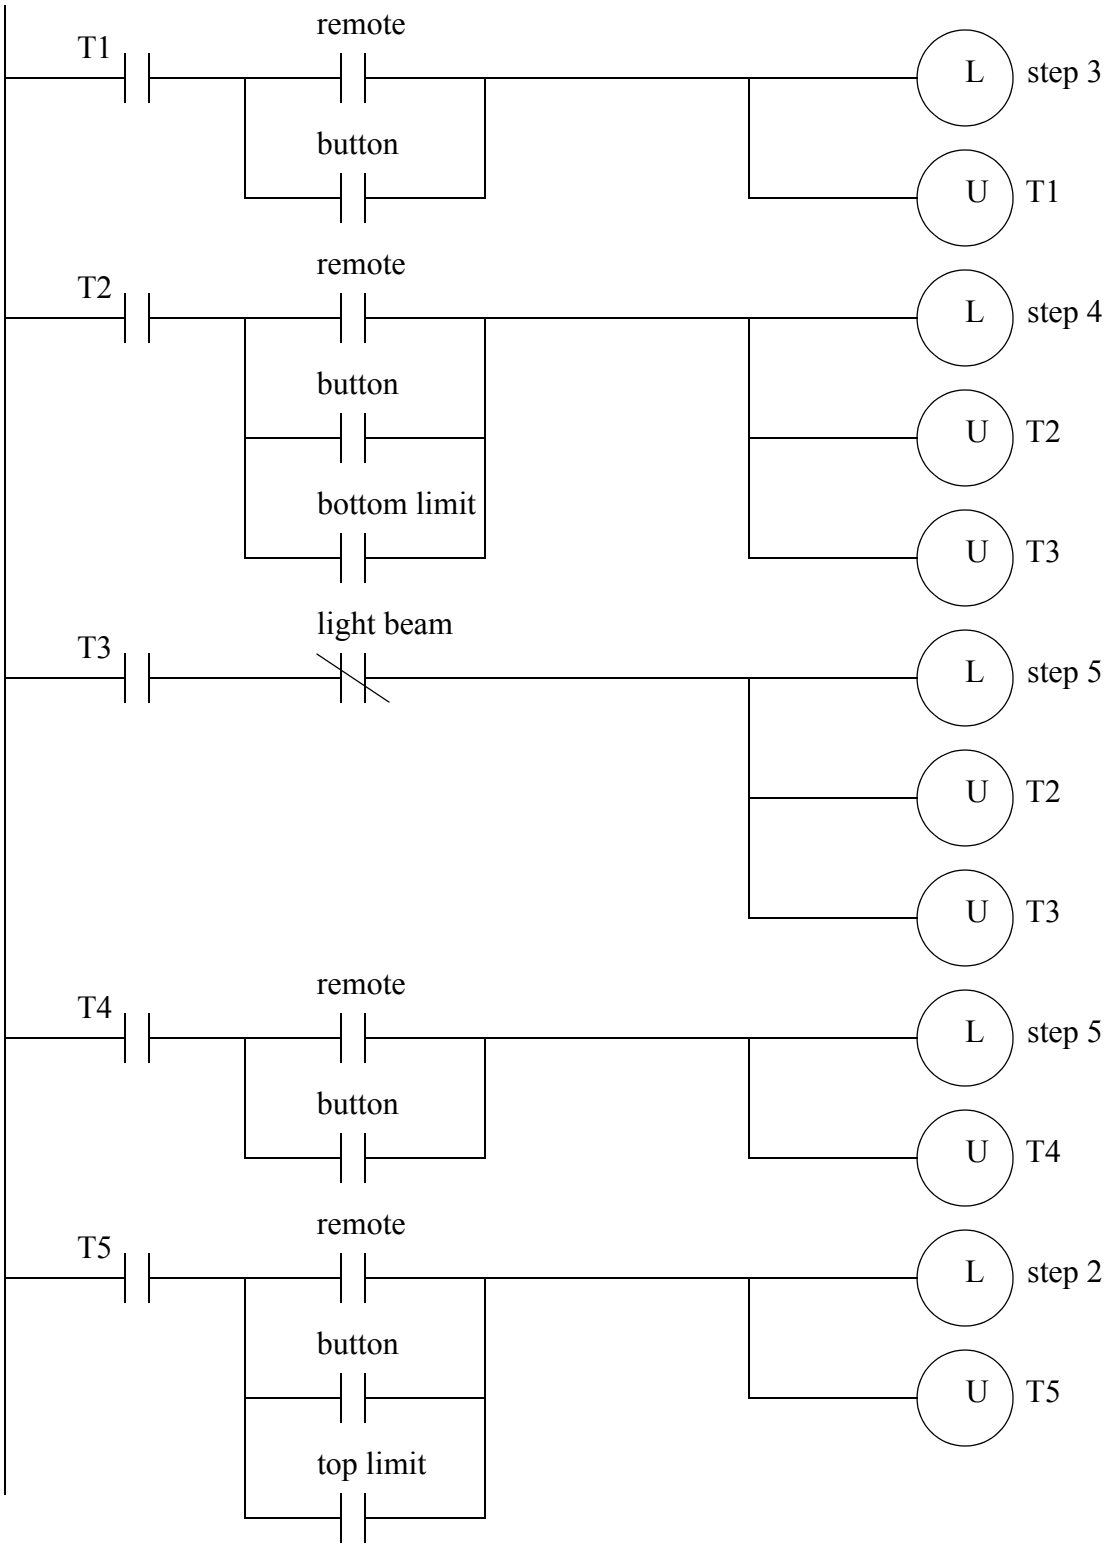 remote
T1
L step 3
button
U T1
remote
T2
L step 4
button
U T2
bottom limit
U T3
light beam
T3
L step 5
U T2
U T3
remote
T4
L step 5
button
U T4
remote
T5
L step 2
button
U T5
top limit